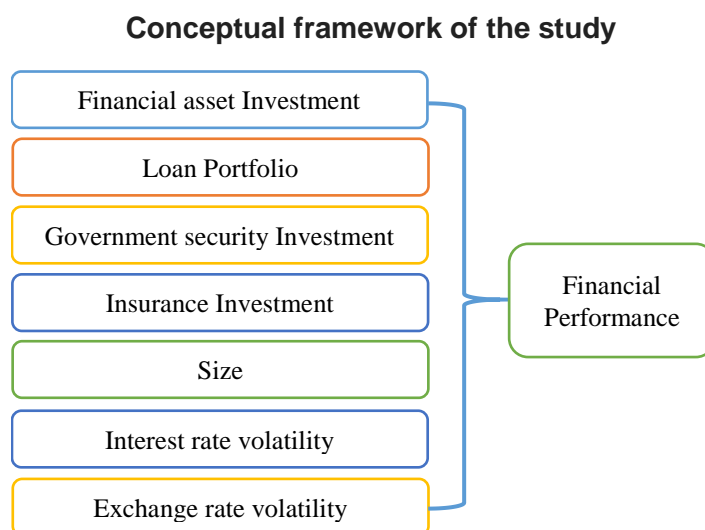 Conceptual framework of the study
Financial asset Investment
Loan Portfolio
Government security Investment
Insurance Investment
Size
Interest rate volatility
Exchange rate volatility
Financial
Performance